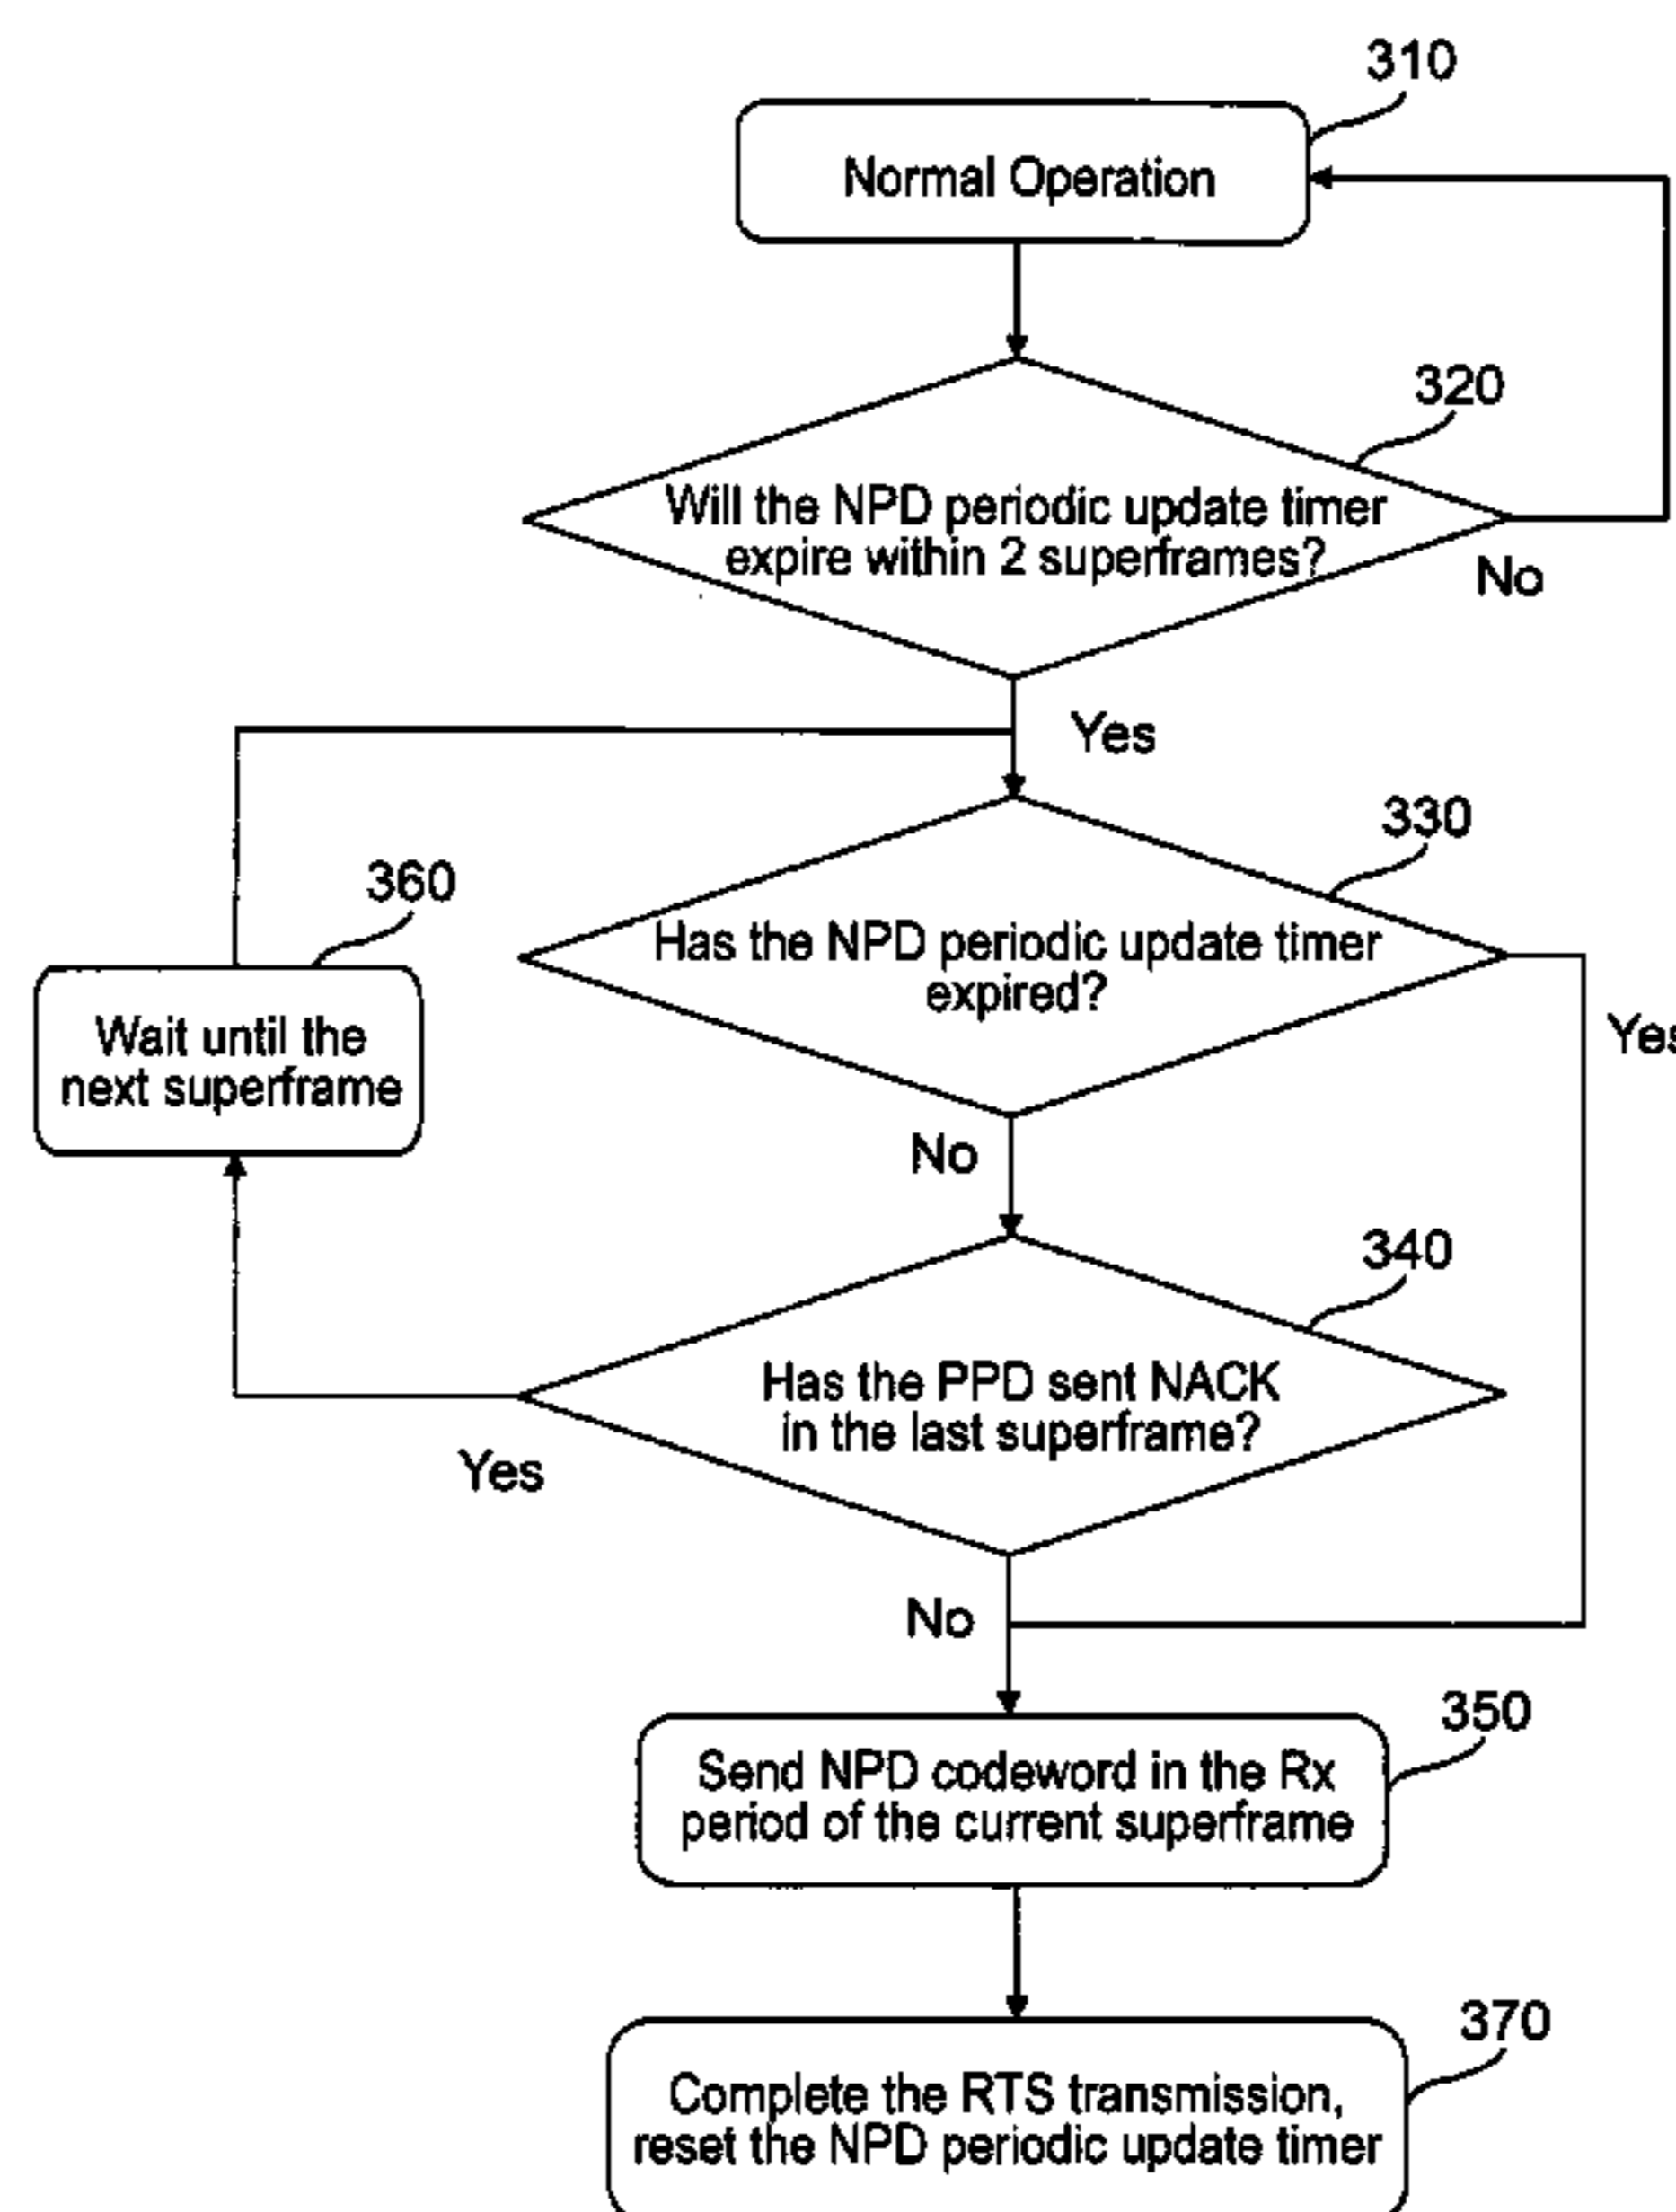 310
Normal Operation
320
Will the NPD periodic update timer
expire within 2 superframes?
No
Yes
330
360
Has the NPD periodic update timer
expired?
Wait until the
next superframe
Yes
No
340
Has the PPD sent NACK
in the last superframe?
Yes
No
350
Send NPD codeword in the Rx
period of the current superframe
370
Complete the RTS transmission,
reset the NPD periodic update timer